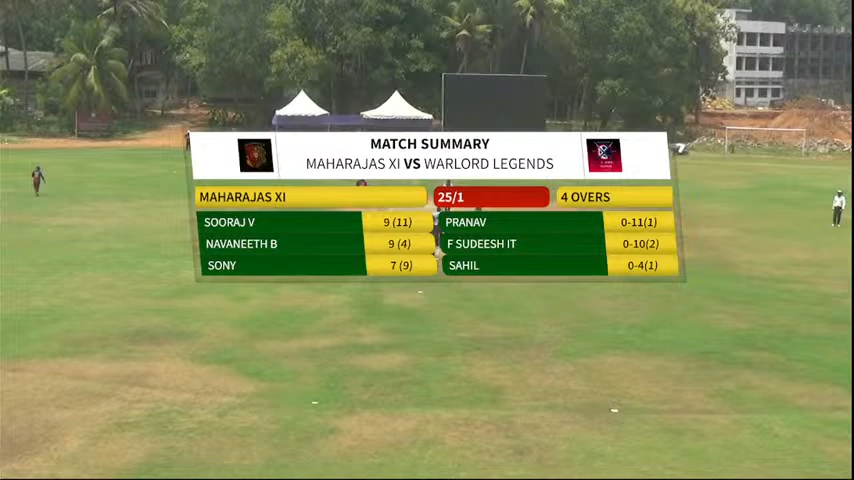 MATCH SUMMARY
MAHARAJAS XI VS WARLORD LEGENDS
MAHARAJAS XI 25/1 4 OVERS
SOORAJ V 9 (11) PRANAV 0-11(1)
NAVANEETH B 9 (4) F SUDEESH IT 0-10(2)
SONY 7 (9) SAHIL 0-4(1)